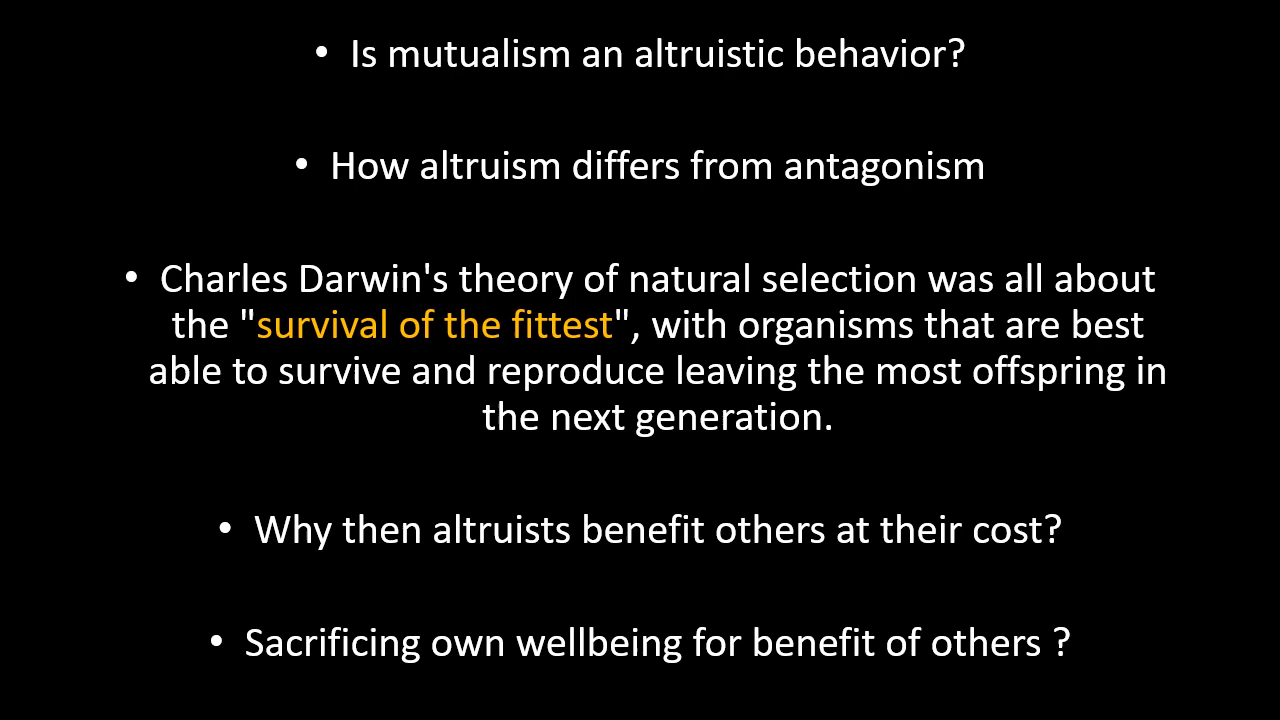 • Is mutualism an altruistic behavior?
• How altruism differs from antagonism
• Charles Darwin's theory of natural selection was all about
the "survival of the fittest", with organisms that are best
able to survive and reproduce leaving the most offspring in
the next generation.
• Why then altruists benefit others at their cost?
• Sacrificing own wellbeing for benefit of others ?